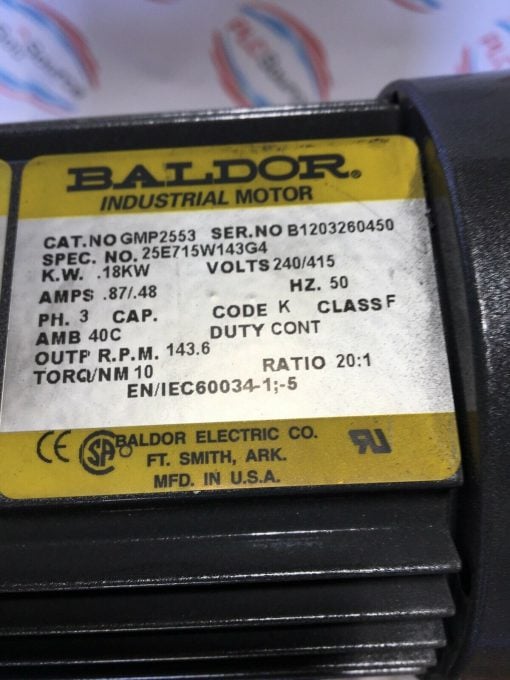 BALDOR®
INDUSTRIAL MOTOR
CAT.NO GMP2553 SER.NO B1203260450
SPEC. NO. 25E715W143G4
K.W. .18KW VOLTS 240/415
AMPS .87/.48 HZ. 50
PH. 3 CAP. CODE K CLASS F
AMB 40C DUTY CONT
OUTP R.P.M. 143.6
TORQ/NM 10 RATIO 20:1
EN/IEC60034-1;-5
CE SA BALDOR ELECTRIC CO. RU
FT. SMITH, ARK.
MFD. IN U.S.A.